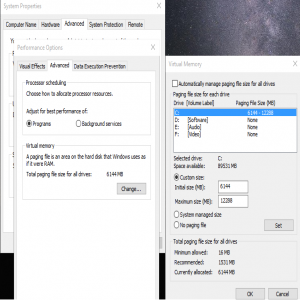 System Properties
Computer Name Hardware Advanced System Protection Remote
Performance Options
Visual Effects Advanced Data Execution Prevention
Processor scheduling
Choose how to allocate processor resources.
Adjust for best performance of:
Programs Background services
Virtual memory
A paging file is an area on the hard disk that Windows uses as if it were RAM.
Total paging file size for all drives: 6144 MB
Change...
Virtual Memory
Automatically manage paging file size for all drives
Paging file size for each drive
Drive [Volume Label] Paging File Size (MB)
C: 6144 - 12288
D: [Software] None
E: [Audio] None
F: [Video] None
Selected drive: C:
Space available: 89531 MB
Custom size:
Initial size (MB): 6144
Maximum size (MB): 12288
System managed size
No paging file Set
Total paging file size for all drives
Minimum allowed: 16 MB
Recommended: 1531 MB
Currently allocated: 6144 MB
OK Cancel